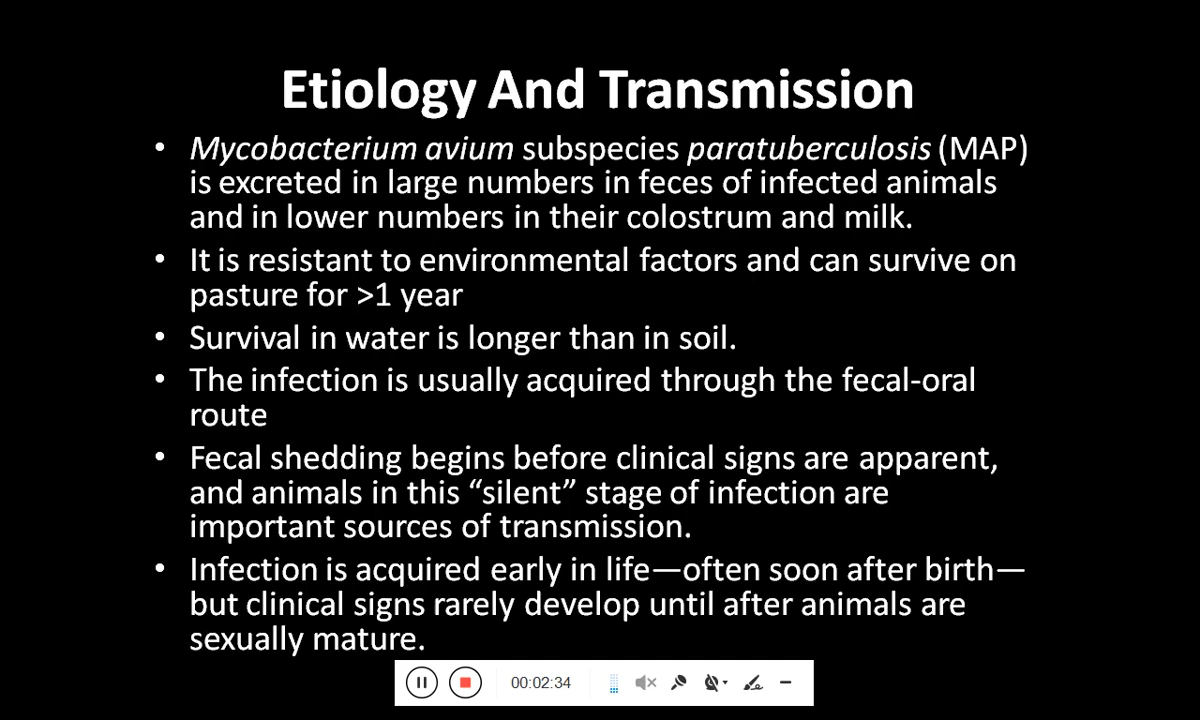 Etiology And Transmission
• Mycobacterium avium subspecies paratuberculosis (MAP)
is excreted in large numbers in feces of infected animals
and in lower numbers in their colostrum and milk.
• It is resistant to environmental factors and can survive on
pasture for >1 year
• Survival in water is longer than in soil.
• The infection is usually acquired through the fecal-oral
route
• Fecal shedding begins before clinical signs are apparent,
and animals in this “silent” stage of infection are
important sources of transmission.
• Infection is acquired early in life—often soon after birth—
but clinical signs rarely develop until after animals are
sexually mature.
00:02:34